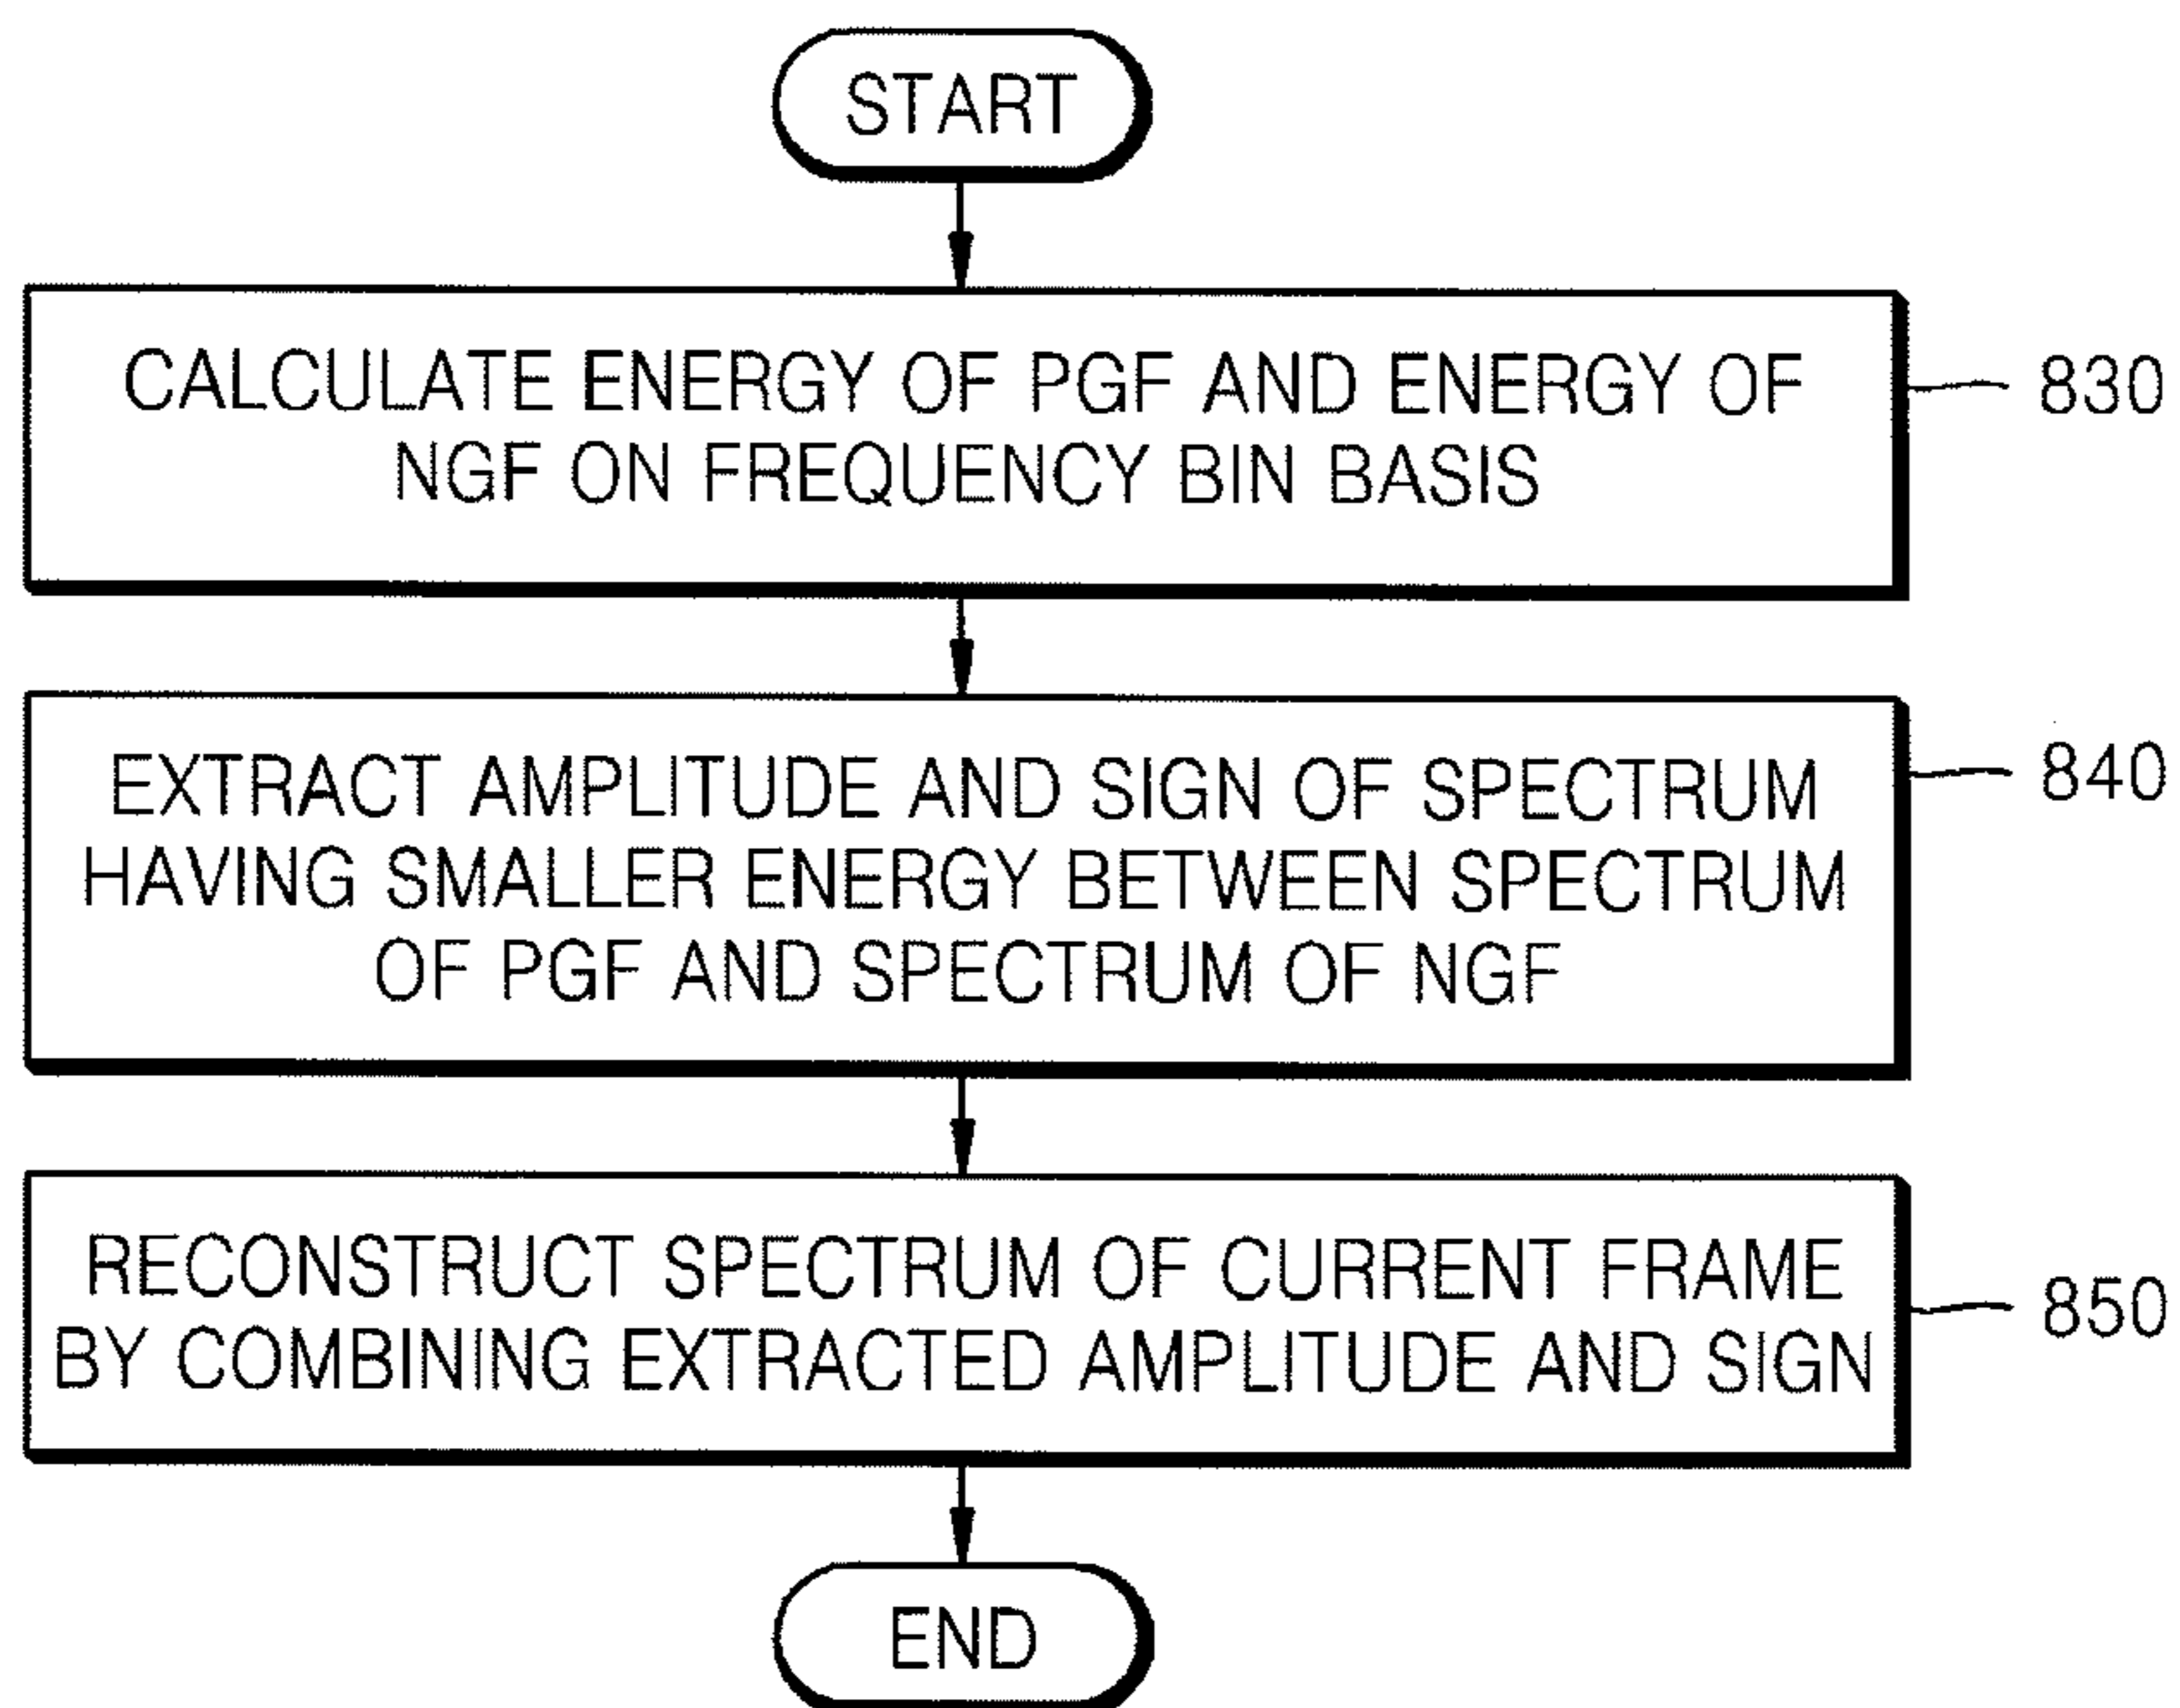 START
CALCULATE ENERGY OF PGF AND ENERGY OF
NGF ON FREQUENCY BIN BASIS
830
EXTRACT AMPLITUDE AND SIGN OF SPECTRUM
HAVING SMALLER ENERGY BETWEEN SPECTRUM
OF PGF AND SPECTRUM OF NGF
840
RECONSTRUCT SPECTRUM OF CURRENT FRAME
BY COMBINING EXTRACTED AMPLITUDE AND SIGN
850
END